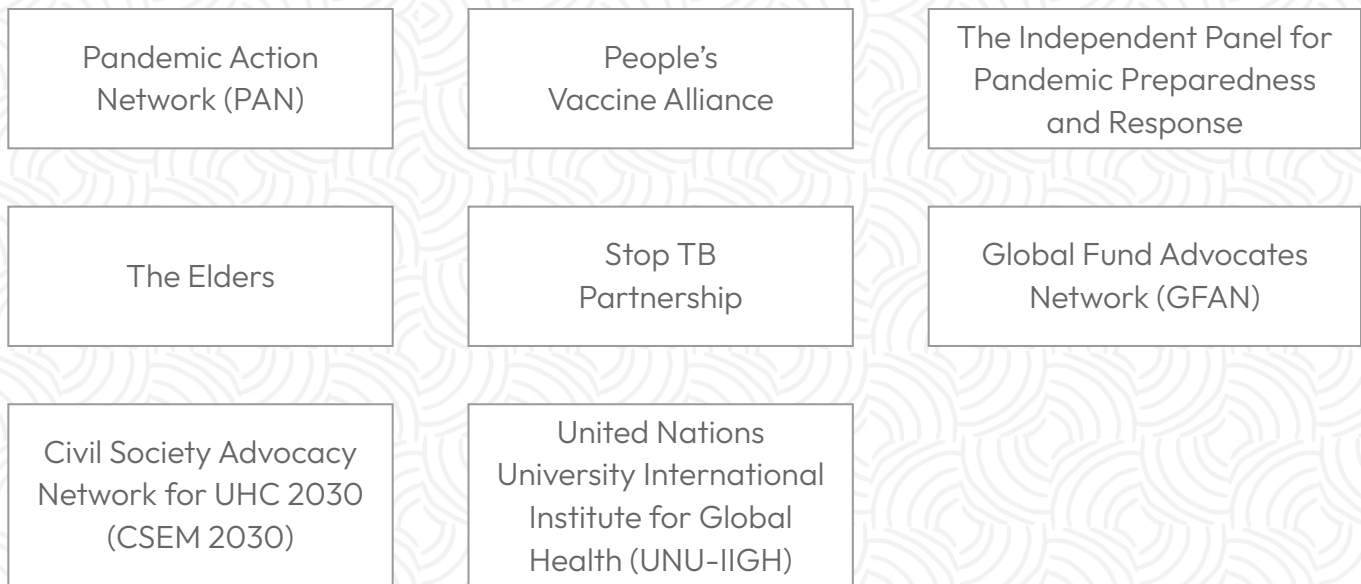 Pandemic Action
Network (PAN)
People’s
Vaccine Alliance
The Independent Panel for
Pandemic Preparedness
and Response
The Elders
Stop TB
Partnership
Global Fund Advocates
Network (GFAN)
Civil Society Advocacy
Network for UHC 2030
(CSEM 2030)
United Nations
University International
Institute for Global
Health (UNU-IIGH)